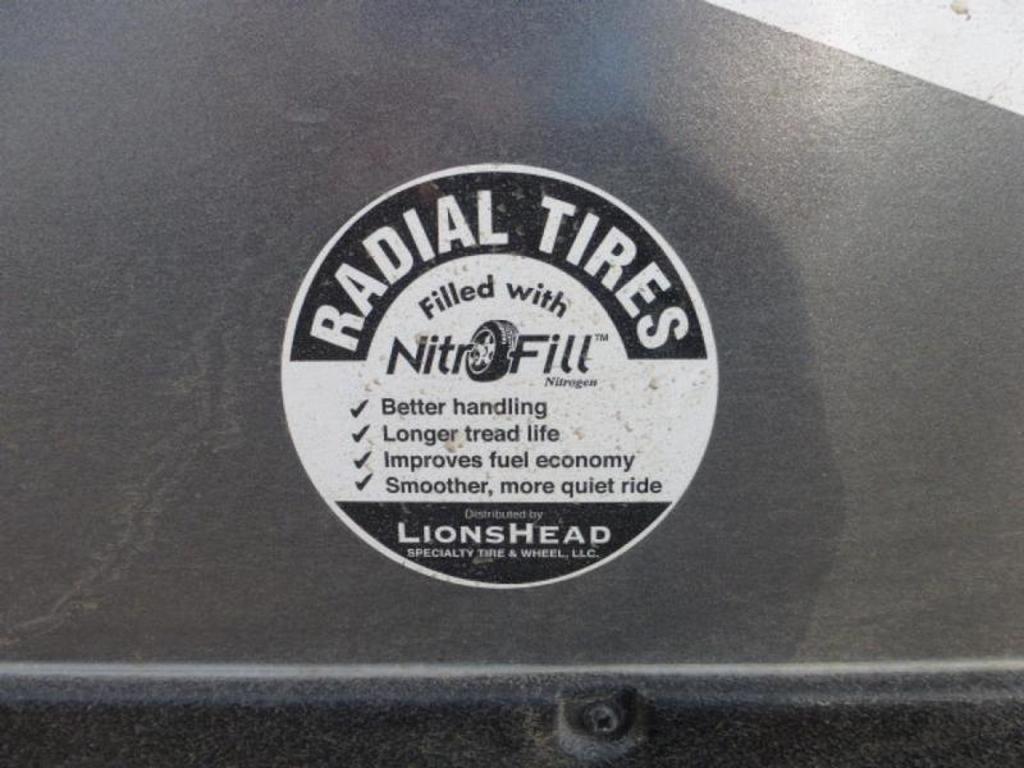 RADIAL TIRES
Filled with
NitroFill™
Nitrogen
✓ Better handling
✓ Longer tread life
✓ Improves fuel economy
✓ Smoother, more quiet ride
Distributed by
LIONSHEAD
SPECIALTY TIRE & WHEEL, LLC.